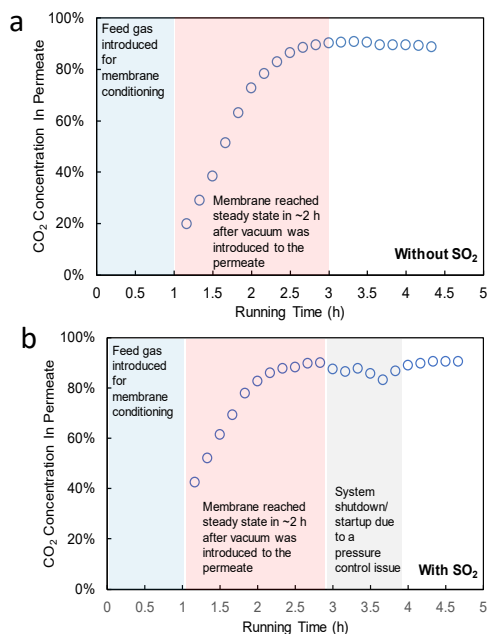 a
Feed gas
introduced
for
membrane
conditioning
Membrane reached
steady state in ~2 h
after vacuum was
introduced to the
permeate
Without SO₂
CO₂ Concentration In Permeate
100%
80%
60%
40%
20%
0%
0 0.5 1 1.5 2 2.5 3 3.5 4 4.5 5
Running Time (h)
b
Feed gas
introduced
for
membrane
conditioning
Membrane reached
steady state in ~2 h
after vacuum was
introduced to the
permeate
System
shutdown/
startup due
to a
pressure
control issue
With SO₂
CO₂ Concentration In Permeate
100%
80%
60%
40%
20%
0%
0 0.5 1 1.5 2 2.5 3 3.5 4 4.5 5
Running Time (h)